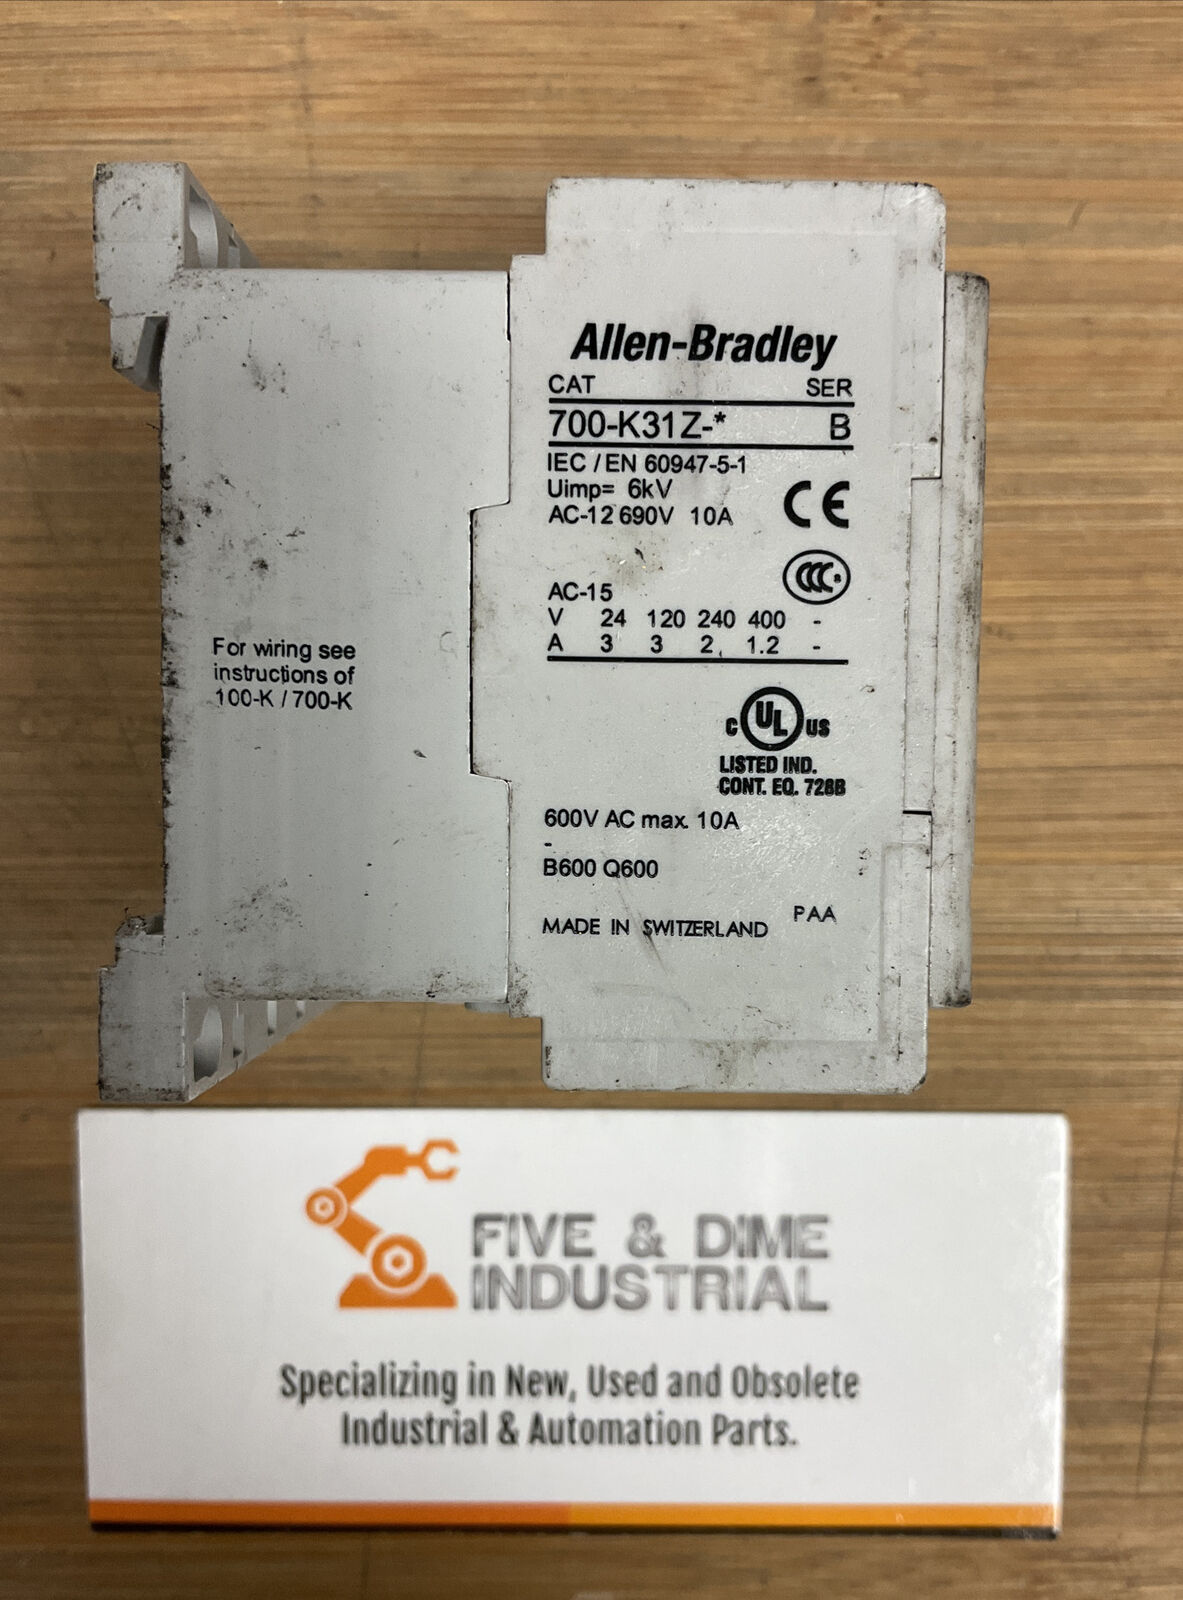 Allen-Bradley
CAT SER
700-K31Z-* B
IEC / EN 60947-5-1
Uimp= 6kV
AC-12 690V 10A
CE
CCC
AC-15
V 24 120 240 400 -
A 3 3 2 1.2 -
For wiring see
instructions of
100-K / 700-K
C UL US
LISTED IND.
CONT. EQ. 728B
600V AC max. 10A
-
B600 Q600
MADE IN SWITZERLAND PAA
FIVE & DIME
INDUSTRIAL
Specializing in New, Used and Obsolete
Industrial & Automation Parts.